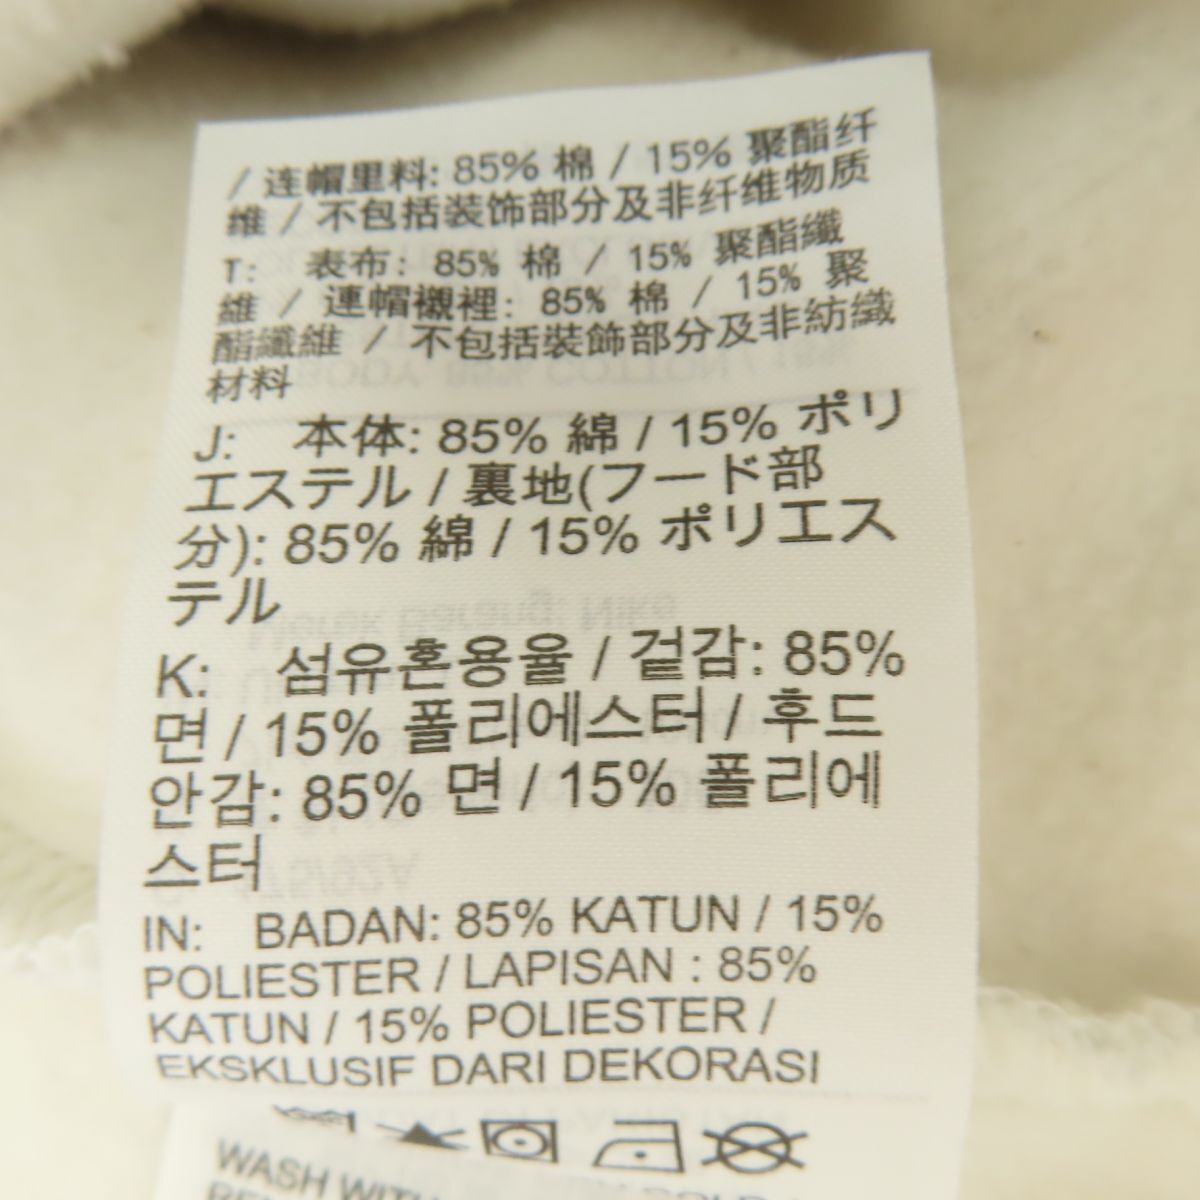 / 连帽里料: 85% 棉 / 15% 聚酯纤
维 / 不包括装饰部分及非纤维物质
T: 表布: 85% 棉 / 15% 聚酯纖
維 / 連帽襯裡: 85% 棉 / 15% 聚
酯纖維 / 不包括裝飾部分及非紡織
材料
J: 本体: 85% 綿 / 15% ポリ
エステル / 裏地(フード部
分): 85% 綿 / 15% ポリエス
テル
K: 섬유혼용율 / 겉감: 85%
면 / 15% 폴리에스터 / 후드
안감: 85% 면 / 15% 폴리에
스터
IN: BADAN: 85% KATUN / 15%
POLIESTER / LAPISAN : 85%
KATUN / 15% POLIESTER /
EKSKLUSIF DARI DEKORASI
WASH WITH